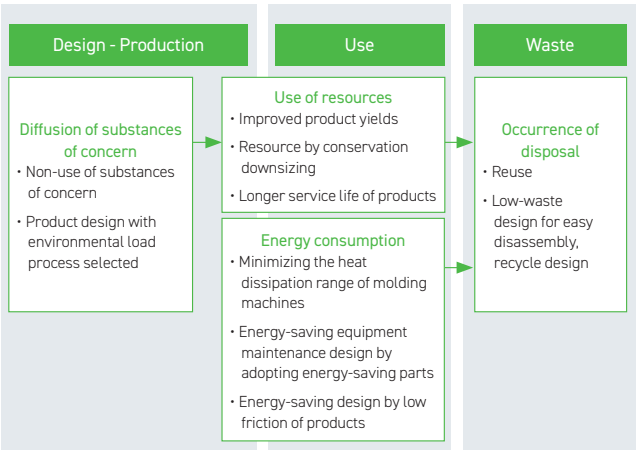 Design - Production
Use
Waste
Diffusion of substances
of concern
・Non-use of substances
of concern
・Product design with
environmental load
process selected
Use of resources
・Improved product yields
・Resource by conservation
downsizing
・Longer service life of products
Energy consumption
・Minimizing the heat
dissipation range of molding
machines
・Energy-saving equipment
maintenance design by
adopting energy-saving parts
・Energy-saving design by low
friction of products
Occurrence of
disposal
・Reuse
・Low-waste
design for easy
disassembly,
recycle design